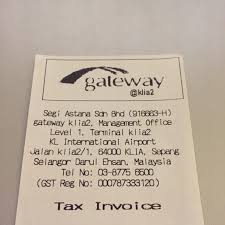 gateway
@klia2
Segi Astana Sdn Bhd (916663-H)
gateway klia2, Management Office
Level 1, Terminal klia2
KL International Airport
Jalan klia2/1, 64000 KLIA, Sepang
Selangor Darul Ehsan, Malaysia
Tel No: 03-8775 6600
(GST Reg No: 000787333120)
Tax Invoice